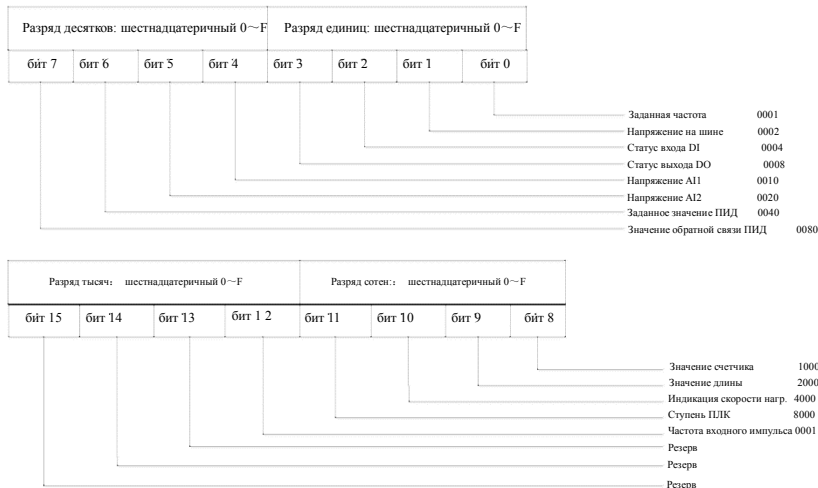 Разряд десятков: шестнадцатеричный 0～F Разряд единиц: шестнадцатеричный 0～F
бит 7 бит 6 бит 5 бит 4 бит 3 бит 2 бит 1 бит 0
Заданная частота 0001
Напряжение на шине 0002
Статус входа DI 0004
Статус выхода DO 0008
Напряжение AI1 0010
Напряжение AI2 0020
Заданное значение ПИД 0040
Значение обратной связи ПИД 0080
Разряд тысяч: шестнадцатеричный 0～F Разряд сотен:: шестнадцатеричный 0～F
бит 15 бит 14 бит 13 бит 1 2 бит 11 бит 10 бит 9 бит 8
Значение счетчика 1000
Значение длины 2000
Индикация скорости нагр. 4000
Ступень ПЛК 8000
Частота входного импульса 0001
Резерв
Резерв
Резерв